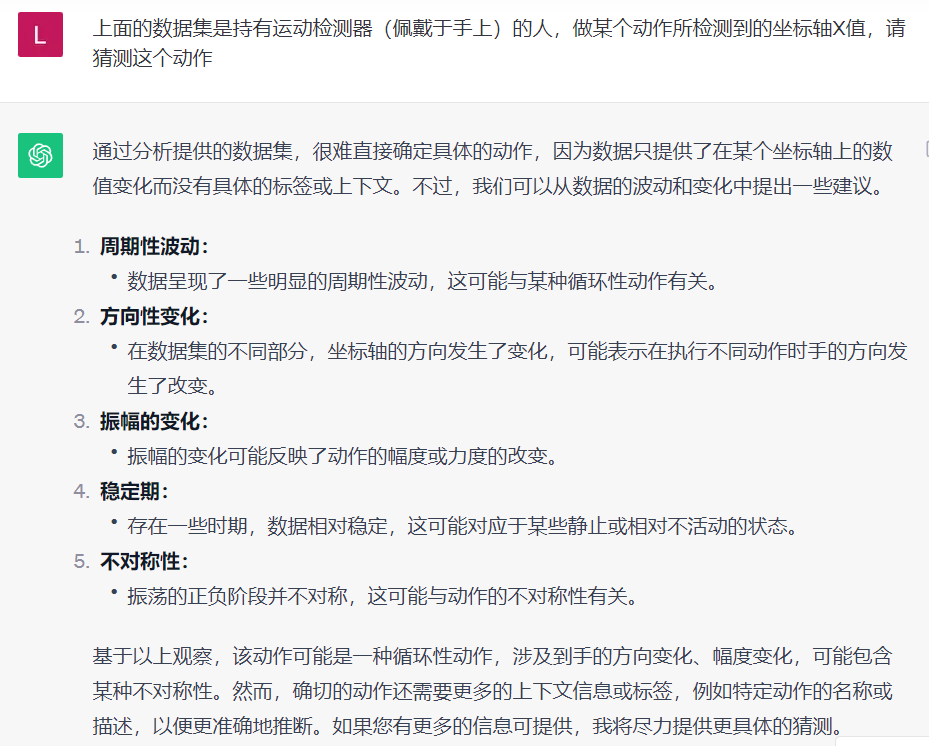 L
上面的数据集是持有运动检测器（佩戴于手上）的人，做某个动作所检测到的坐标轴X值，请
猜测这个动作
通过分析提供的数据集，很难直接确定具体的动作，因为数据只提供了在某个坐标轴上的数
值变化而没有具体的标签或上下文。不过，我们可以从数据的波动和变化中提出一些建议。
1. 周期性波动：
• 数据呈现了一些明显的周期性波动，这可能与某种循环性动作有关。
2. 方向性变化：
• 在数据集的不同部分，坐标轴的方向发生了变化，可能表示在执行不同动作时手的方向发
生了改变。
3. 振幅的变化：
• 振幅的变化可能反映了动作的幅度或力度的改变。
4. 稳定期：
• 存在一些时期，数据相对稳定，这可能对应于某些静止或相对不活动的状态。
5. 不对称性：
• 振荡的正负阶段并不对称，这可能与动作的不对称性有关。
基于以上观察，该动作可能是一种循环性动作，涉及到手的方向变化、幅度变化，可能包含
某种不对称性。然而，确切的动作还需要更多的上下文信息或标签，例如特定动作的名称或
描述，以便更准确地推断。如果您有更多的信息可提供，我将尽力提供更具体的猜测。